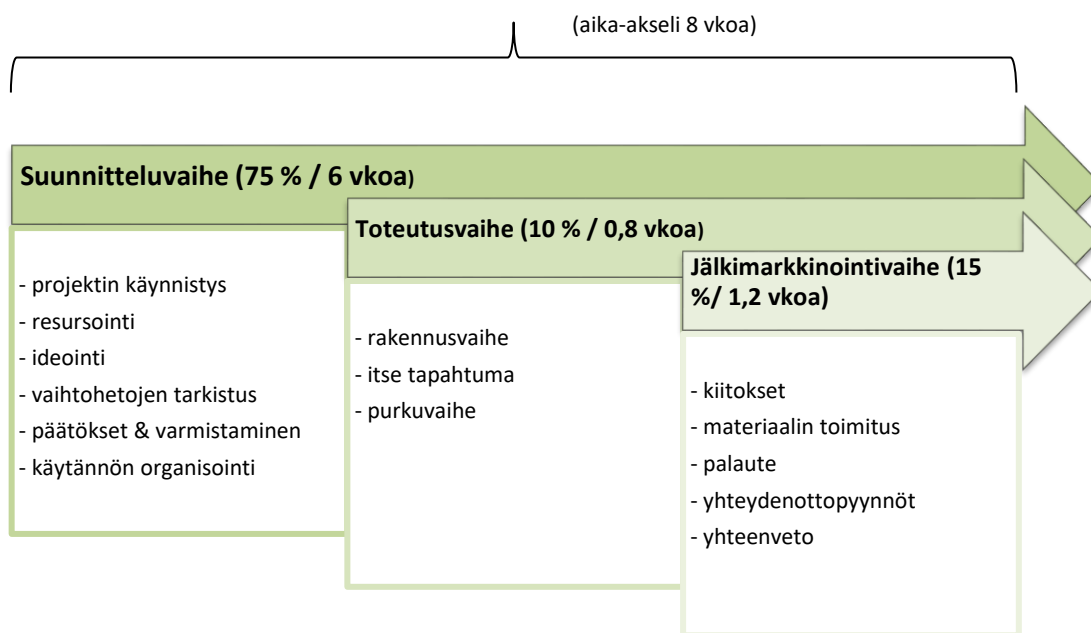 (aika-akseli 8 vkoa)
Suunnitteluvaihe (75 % / 6 vkoa)
- projektin käynnistys
- resursointi
- ideointi
- vaihtohetojen tarkistus
- päätökset & varmistaminen
- käytännön organisointi
Toteutusvaihe (10 % / 0,8 vkoa)
- rakennusvaihe
- itse tapahtuma
- purkuvaihe
Jälkimarkkinointivaihe (15
%/ 1,2 vkoa)
- kiitokset
- materiaalin toimitus
- palaute
- yhteydenottopyynnöt
- yhteenveto